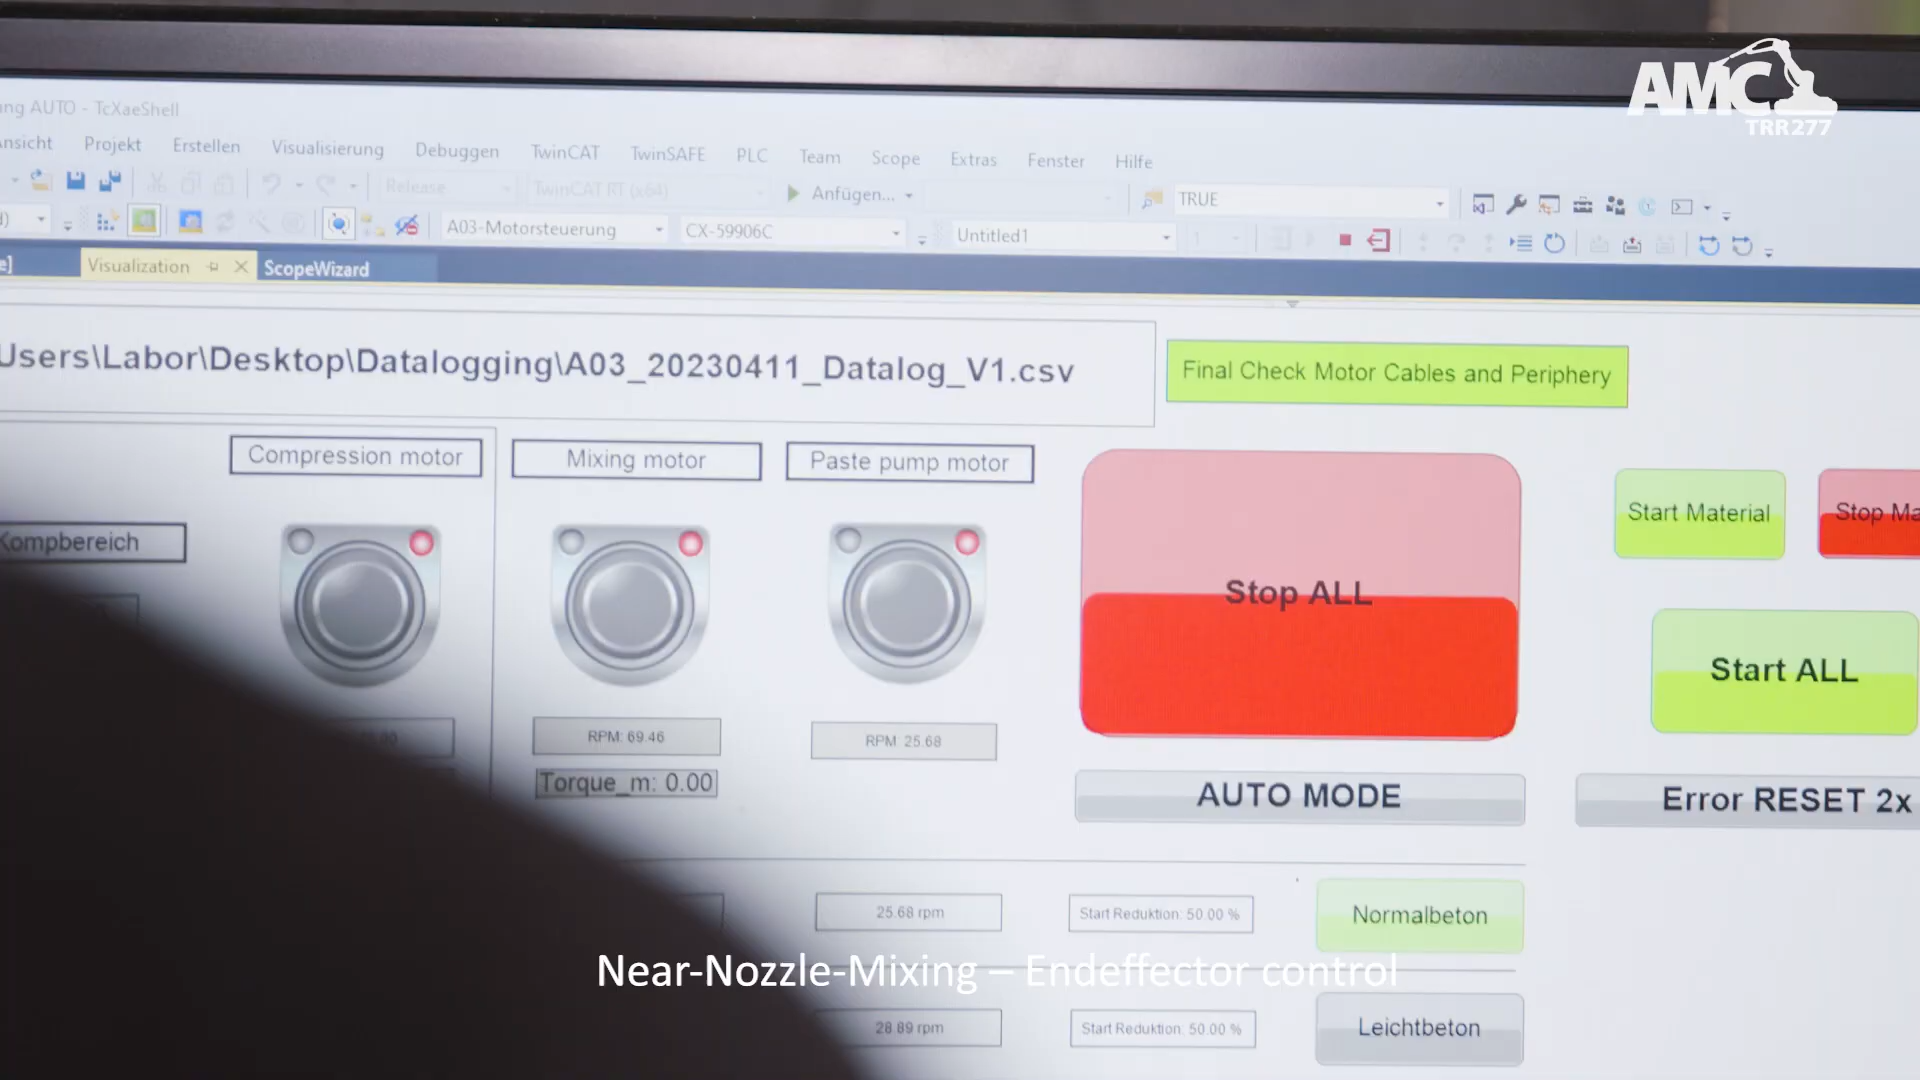 AMC
TRR277
AUTO - TcXaeShell
Projekt Erstellen Visualisierung Debuggen TwinCAT TwinSAFE PLC Team Scope Extras Fenster Hilfe
Release TwinCAT RT (x64) Anfügen... TRUE
A03-Motorsteuerung CX-59906C Untitled1
Visualization ScopeWizard
Users\Labor\Desktop\Datalogging\A03_20230411_Datalog_V1.csv
Final Check Motor Cables and Periphery
Compression motor Mixing motor Paste pump motor
Kompbereich
Stop ALL
Start Material Stop
Start ALL
RPM: 69.46 RPM: 25.68
Torque_m: 0.00
AUTO MODE Error RESET 2x
25.68 rpm Start Reduktion: 50.00 % Normalbeton
Near-Nozzle-Mixing – Endeffector control
28.89 rpm Start Reduktion: 50.00 % Leichtbeton